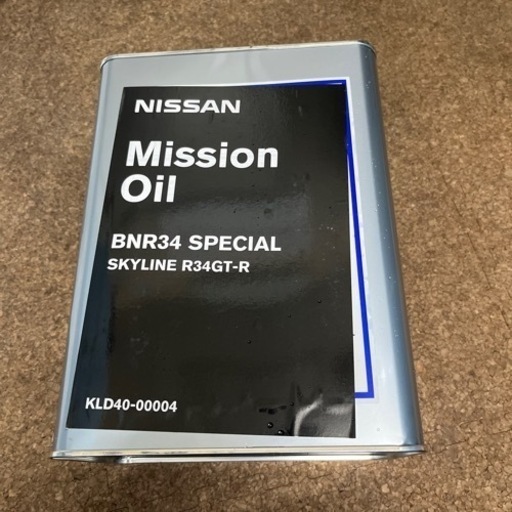 NISSAN
Mission
Oil
BNR34 SPECIAL
SKYLINE R34GT-R
KLD40-00004